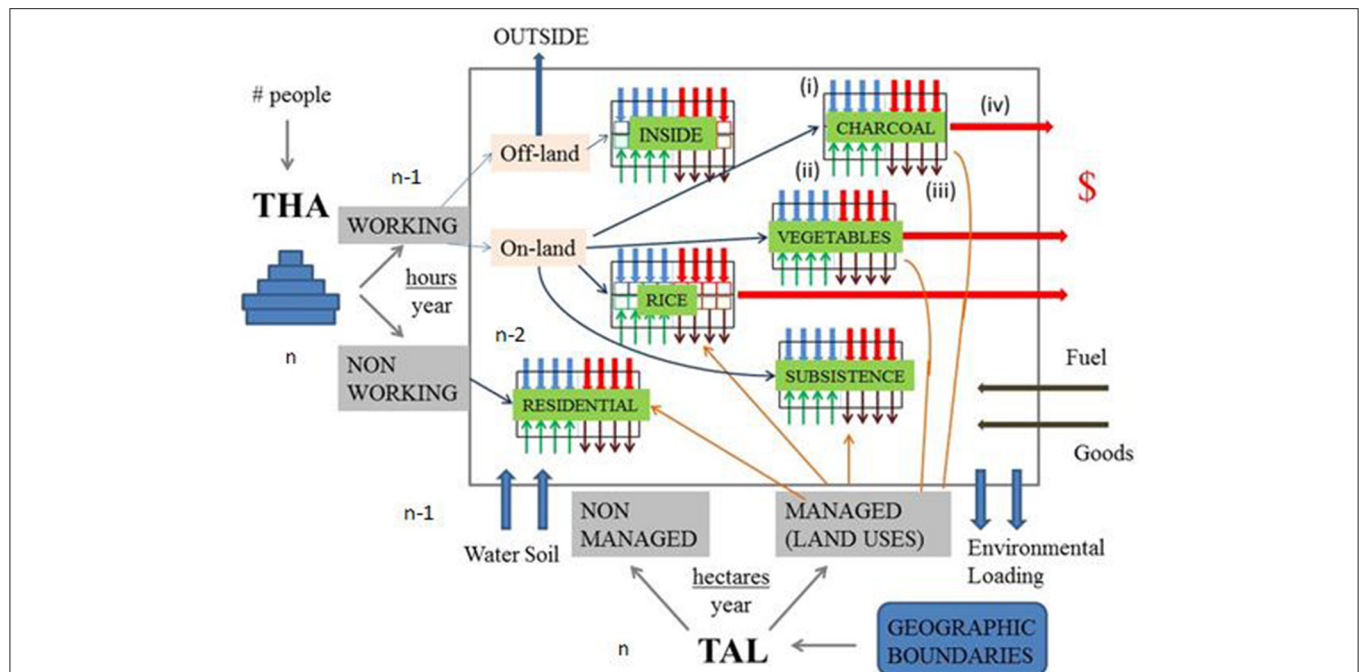 OUTSIDE
# people
(i)
(iv)
INSIDE
CHARCOAL
Off-land
n-1
(ii)
(iii)
THA
$
WORKING
On-land
VEGETABLES
hours
year
RICE
n-2
n
NON
WORKING
SUBSISTENCE
Fuel
RESIDENTIAL
Goods
n-1
NON
MANAGED
MANAGED
(LAND USES)
Water Soil
Environmental
Loading
hectares
year
n
TAL
GEOGRAPHIC
BOUNDARIES